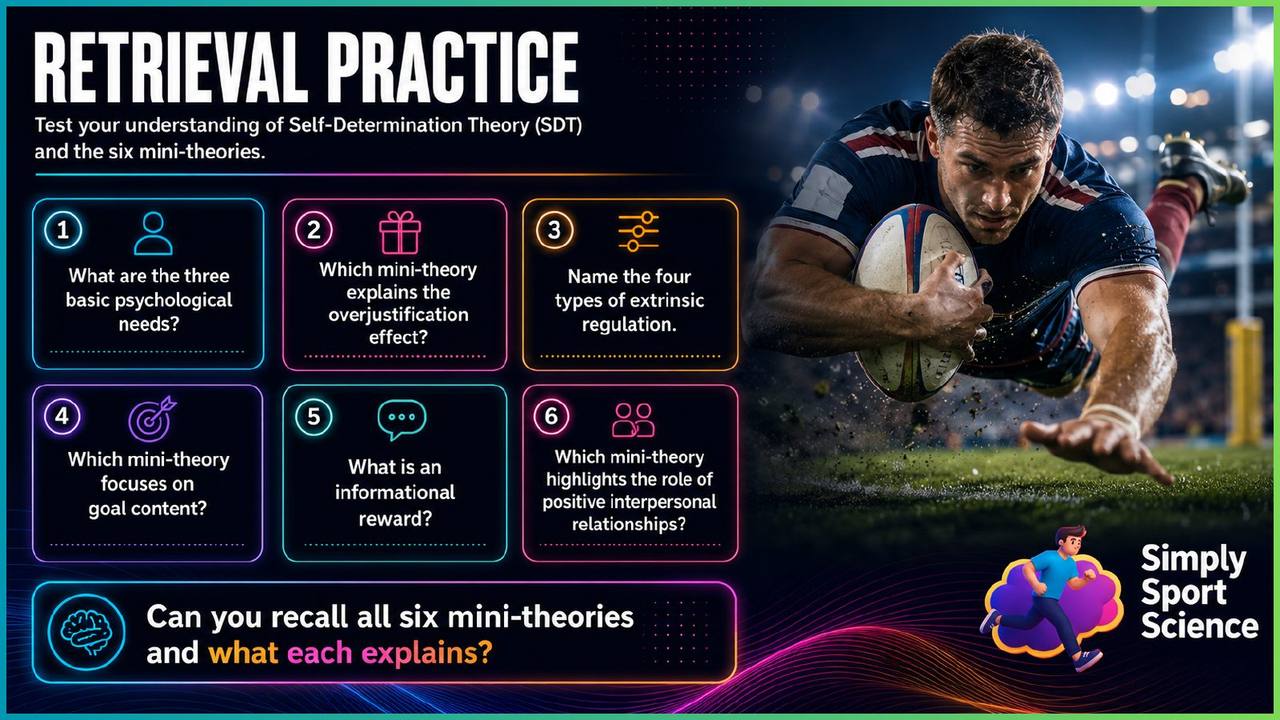 RETRIEVAL PRACTICE
Test your understanding of Self-Determination Theory (SDT)
and the six mini-theories.
1
What are the three
basic psychological
needs?
2
Which mini-theory
explains the
overjustification
effect?
3
Name the four
types of extrinsic
regulation.
4
Which mini-theory
focuses on
goal content?
5
What is an
informational
reward?
6
Which mini-theory
highlights the role of
positive interpersonal
relationships?
Can you recall all six mini-theories
and what each explains?
Simply
Sport
Science